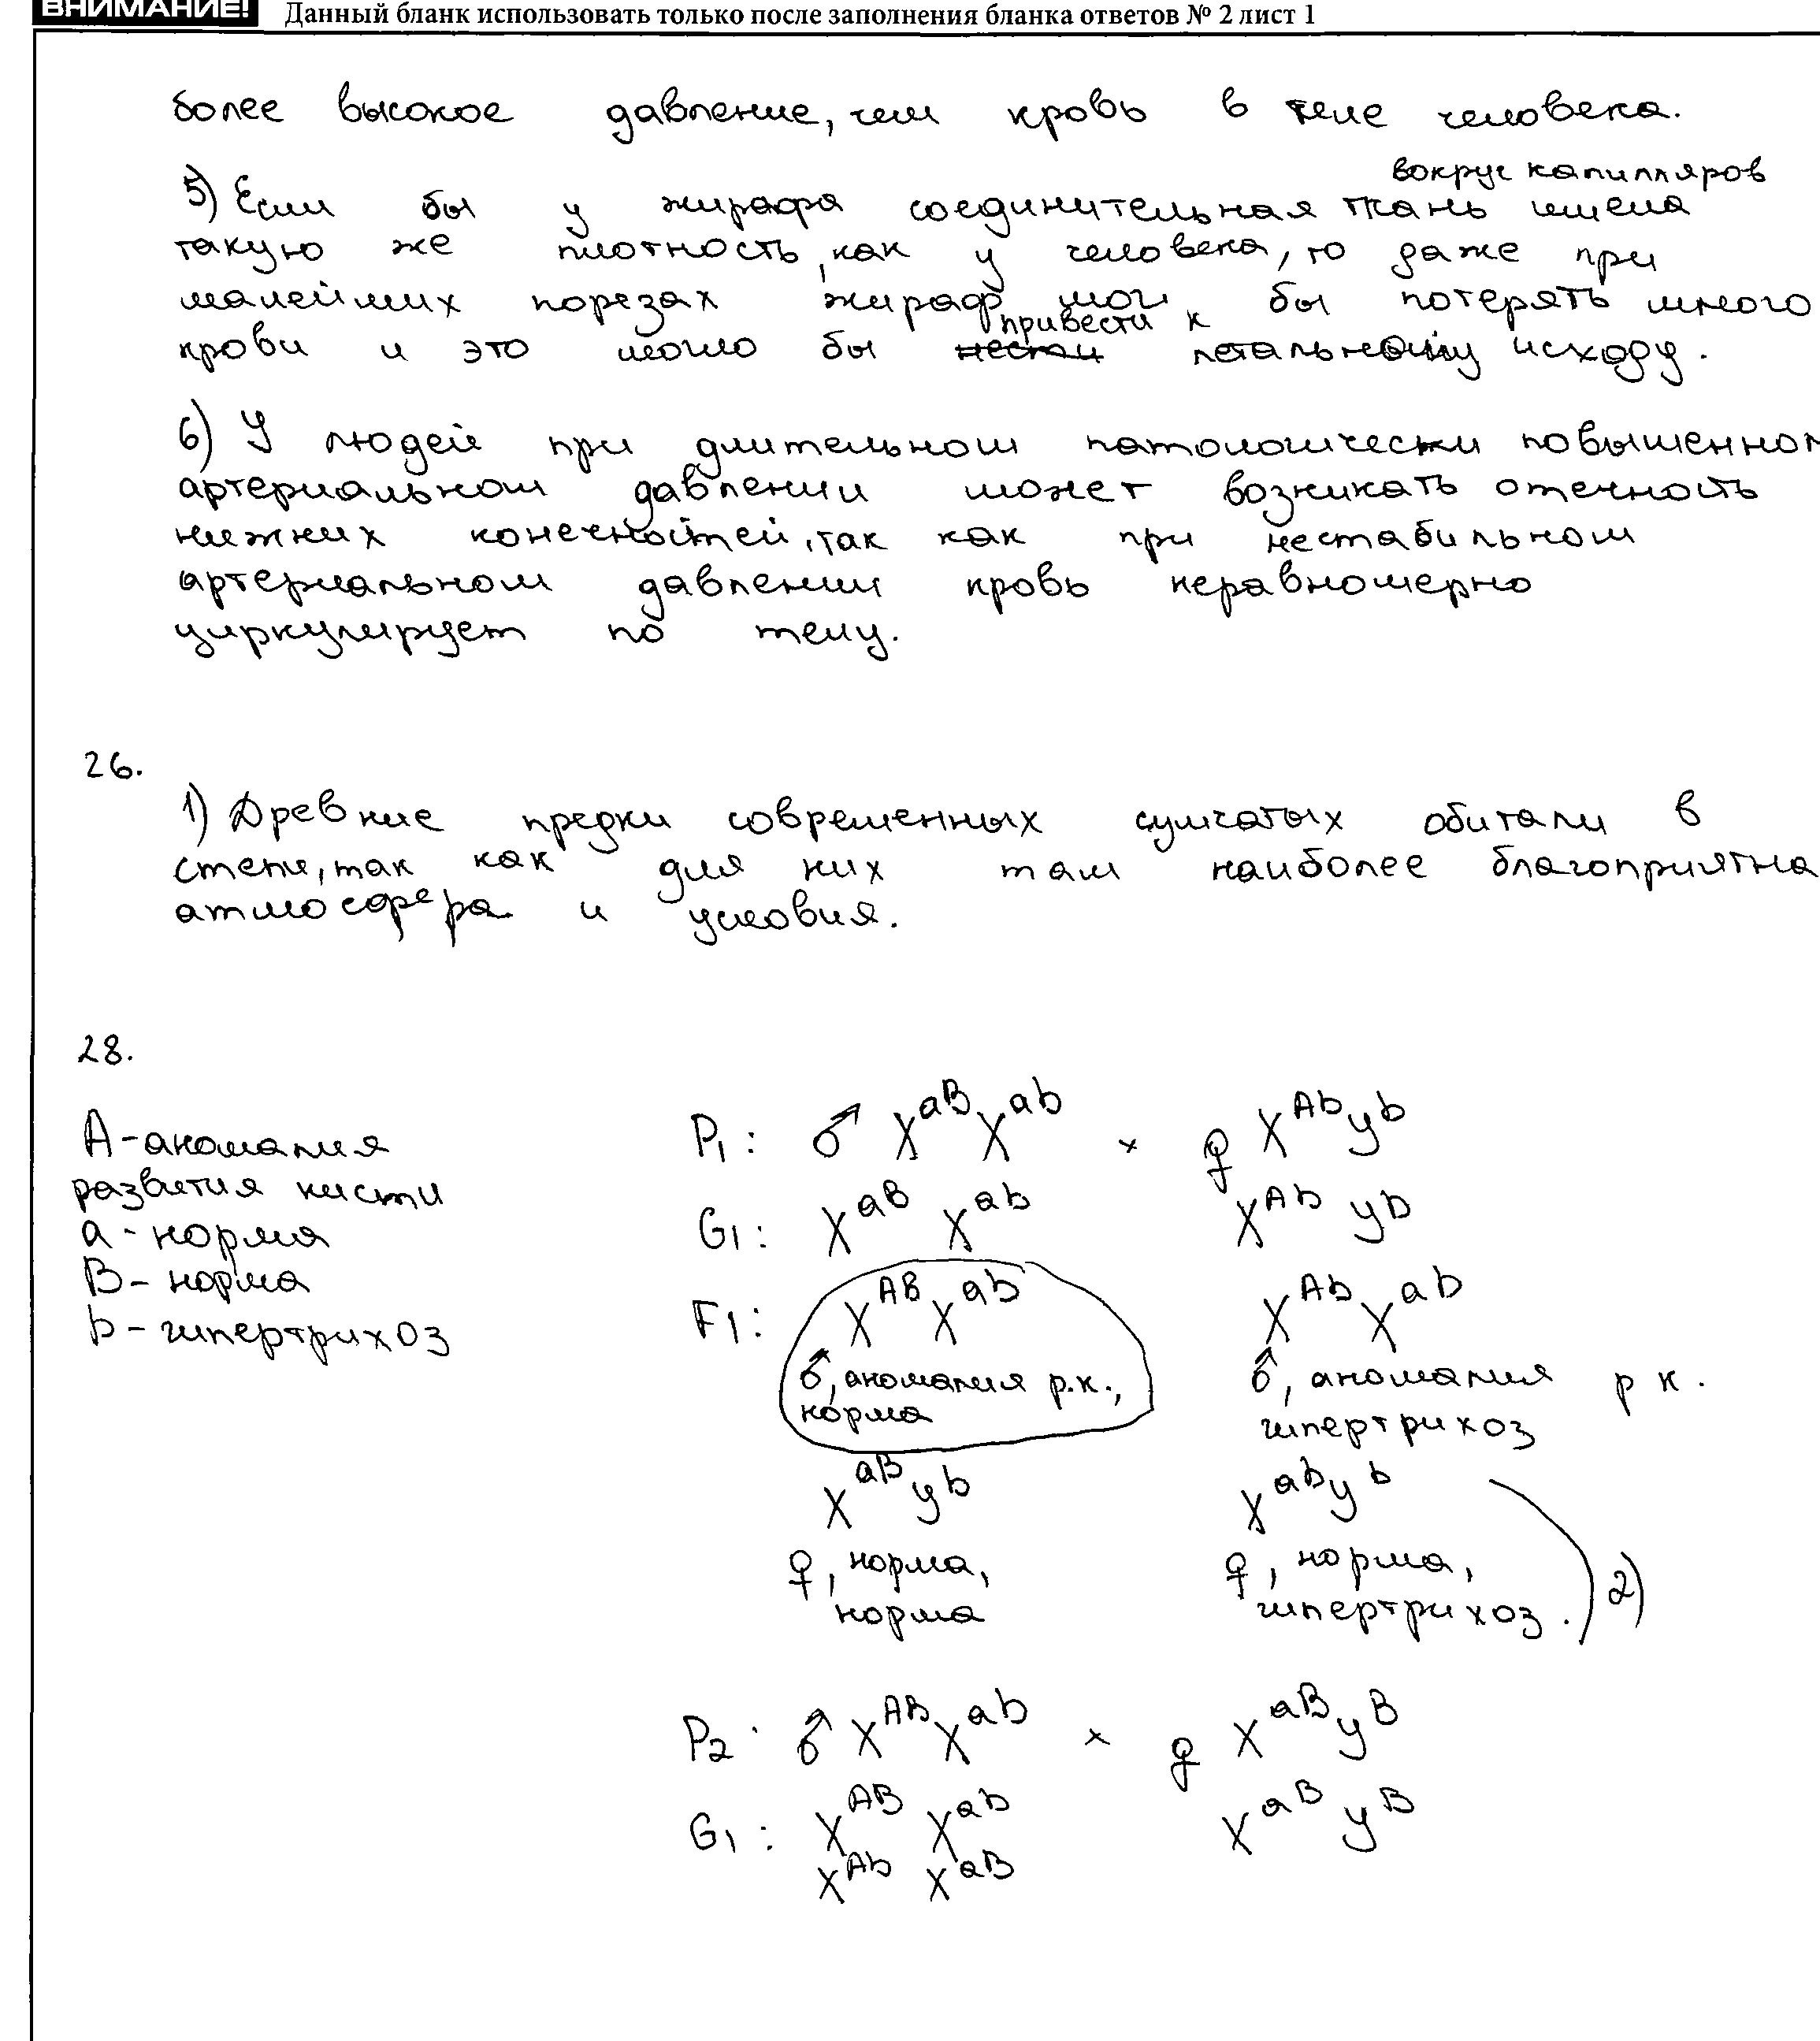 ВНИМАНИЕ! Данный бланк использовать только после заполнения бланка ответов № 2 лист 1
более высокое давление, чем кровь в теле человека.
вокруг капилляров
5) Если бы у жирафа соединительная ткань имела
такую же плотность, как у человека, то даже при
малейших порезах жираф мог бы потерять много
привести к
крови и это могло бы нести летальному исходу.
6) У людей при длительном патологически повышенном
артериальном давлении может возникать отечность
нижних конечностей, так как при нестабильном
артериальном давлении кровь неравномерно
циркулирует по телу.
26.
1) Древние предки современных сумчатых обитали в
степи, так как для них там наиболее благоприятна
атмосфера и условия.
28.
A - аномалия
развития кисти
a - норма
B - норма
b - гипертрихоз
P1: ♂ X^aB X^ab × ♀ X^Ab y^b
G1: X^aB X^ab X^Ab y^b
F1: X^AB X^ab X^Ab X^ab
♂, аномалия р.к., ♂, аномалия р к.
норма гипертрихоз
X^aB y^b X^ab y^b
♀, норма, ♀, норма, 2)
норма гипертрихоз.
P2: ♂ X^AB X^ab × ♀ X^aB y^B
G1: X^AB X^ab X^aB y^B
X^Ab X^aB